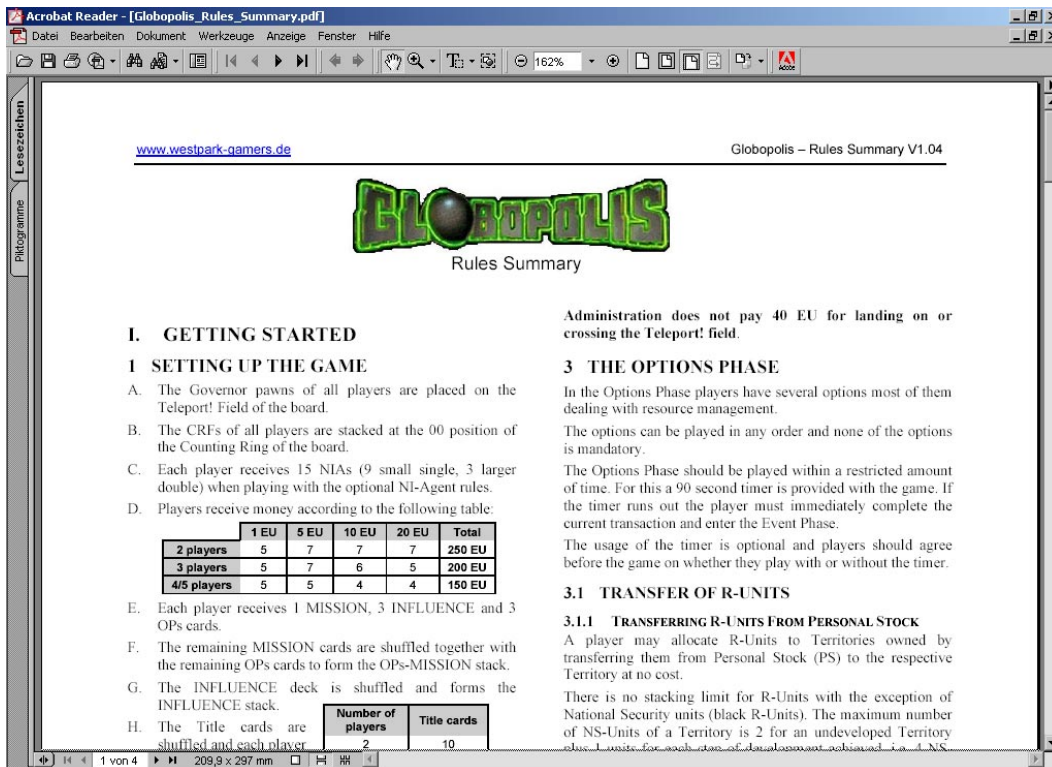 Acrobat Reader - [Globopolis_Rules_Summary.pdf]
Datei Bearbeiten Dokument Werkzeuge Anzeige Fenster Hilfe
162%
Adobe
Lesezeichen
Piktogramme
www.westpark-gamers.de
Globopolis – Rules Summary V1.04
GLOBOPOLIS
Rules Summary
I. GETTING STARTED
1 SETTING UP THE GAME
A. The Governor pawns of all players are placed on the
Teleport! Field of the board.
B. The CRFs of all players are stacked at the 00 position of
the Counting Ring of the board.
C. Each player receives 15 NIAs (9 small single, 3 larger
double) when playing with the optional NI-Agent rules.
D. Players receive money according to the following table:
1 EU 5 EU 10 EU 20 EU Total
2 players 5 7 7 7 250 EU
3 players 5 7 6 5 200 EU
4/5 players 5 5 4 4 150 EU
E. Each player receives 1 MISSION, 3 INFLUENCE and 3
OPs cards.
F. The remaining MISSION cards are shuffled together with
the remaining OPs cards to form the OPs-MISSION stack.
G. The INFLUENCE deck is shuffled and forms the
INFLUENCE stack.
H. The Title cards are
shuffled and each player
Number of
players
Title cards
2 10
Administration does not pay 40 EU for landing on or
crossing the Teleport! field.
3 THE OPTIONS PHASE
In the Options Phase players have several options most of them
dealing with resource management.
The options can be played in any order and none of the options
is mandatory.
The Options Phase should be played within a restricted amount
of time. For this a 90 second timer is provided with the game. If
the timer runs out the player must immediately complete the
current transaction and enter the Event Phase.
The usage of the timer is optional and players should agree
before the game on whether they play with or without the timer.
3.1 TRANSFER OF R-UNITS
3.1.1 TRANSFERRING R-UNITS FROM PERSONAL STOCK
A player may allocate R-Units to Territories owned by
transferring them from Personal Stock (PS) to the respective
Territory at no cost.
There is no stacking limit for R-Units with the exception of
National Security units (black R-Units). The maximum number
of NS-Units of a Territory is 2 for an undeveloped Territory
plus 1 units for each step of development achieved, i.e. 4 NS-
1 von 4
209,9 x 297 mm